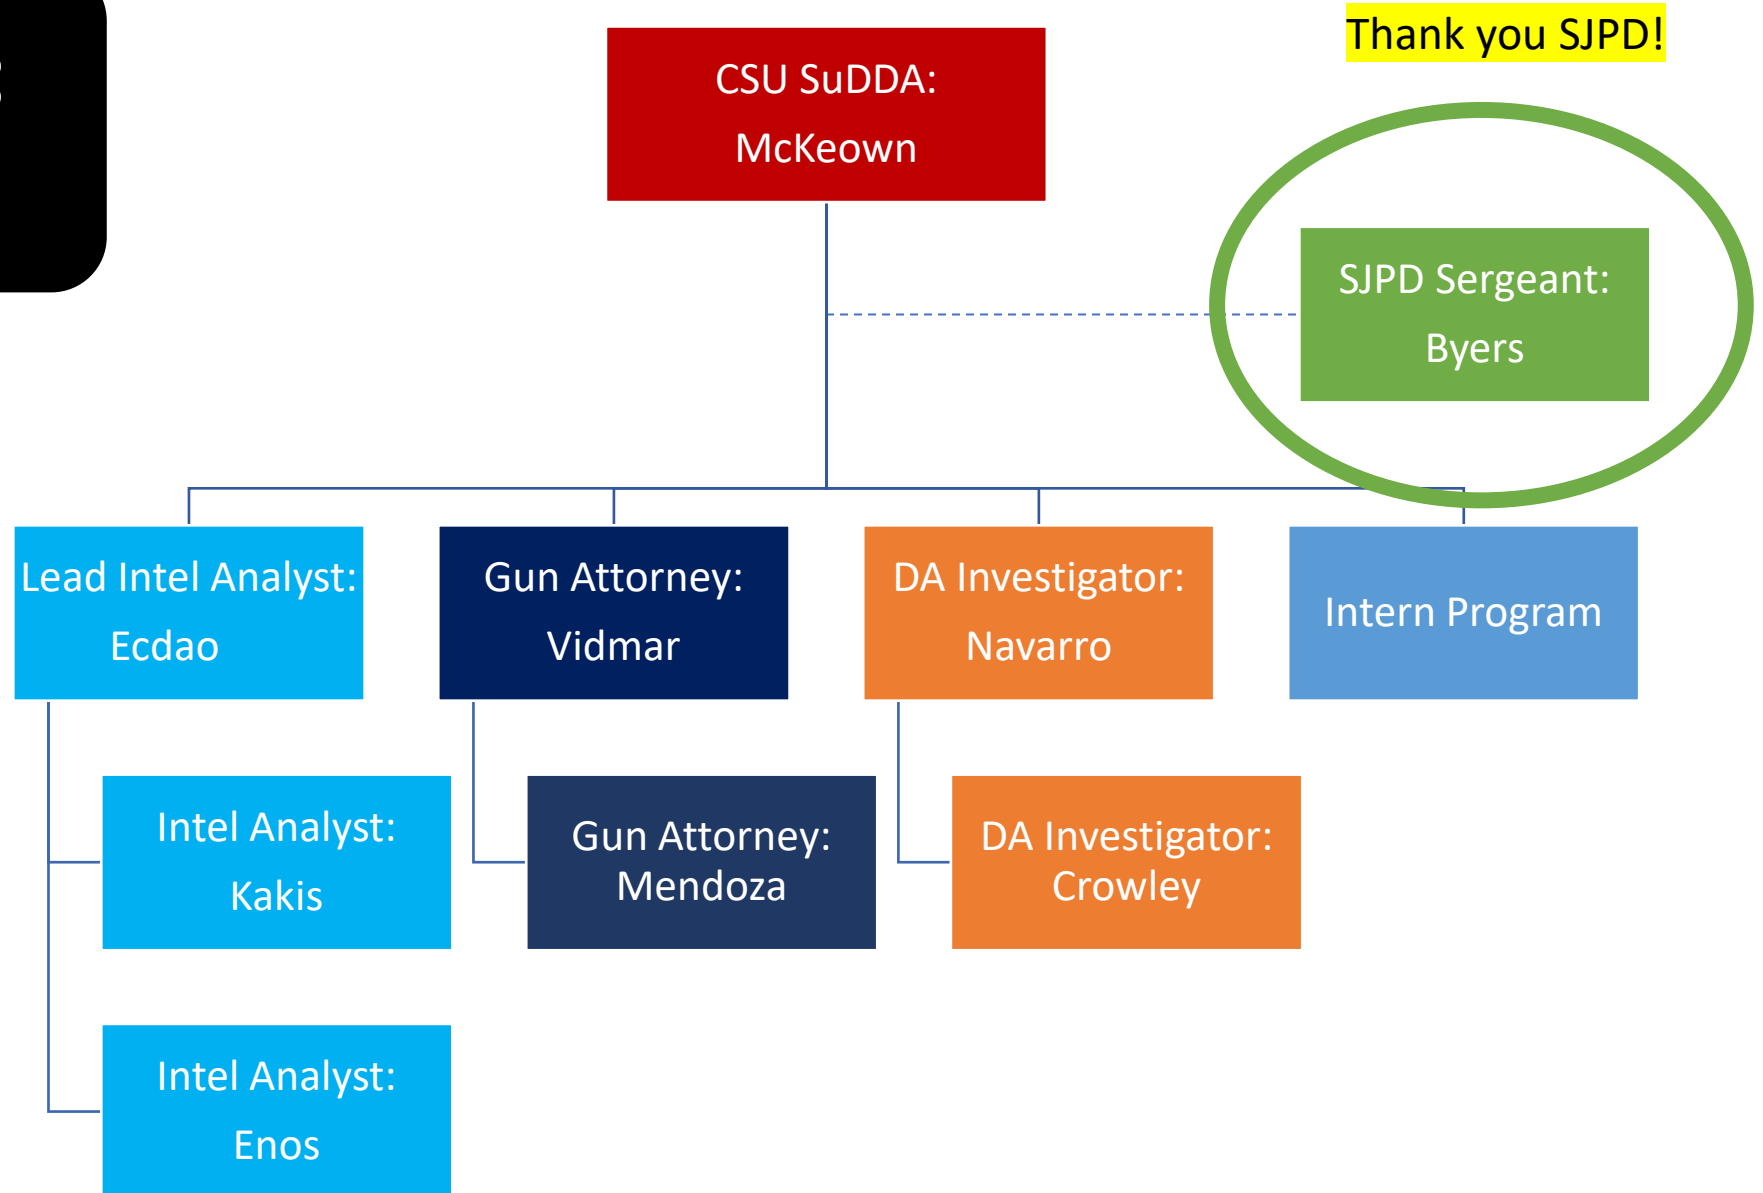 Thank you SJPD!
CSU SuDDA:
McKeown
SJPD Sergeant:
Byers
Lead Intel Analyst:
Ecdao
Gun Attorney:
Vidmar
DA Investigator:
Navarro
Intern Program
Intel Analyst:
Kakis
Gun Attorney:
Mendoza
DA Investigator:
Crowley
Intel Analyst:
Enos